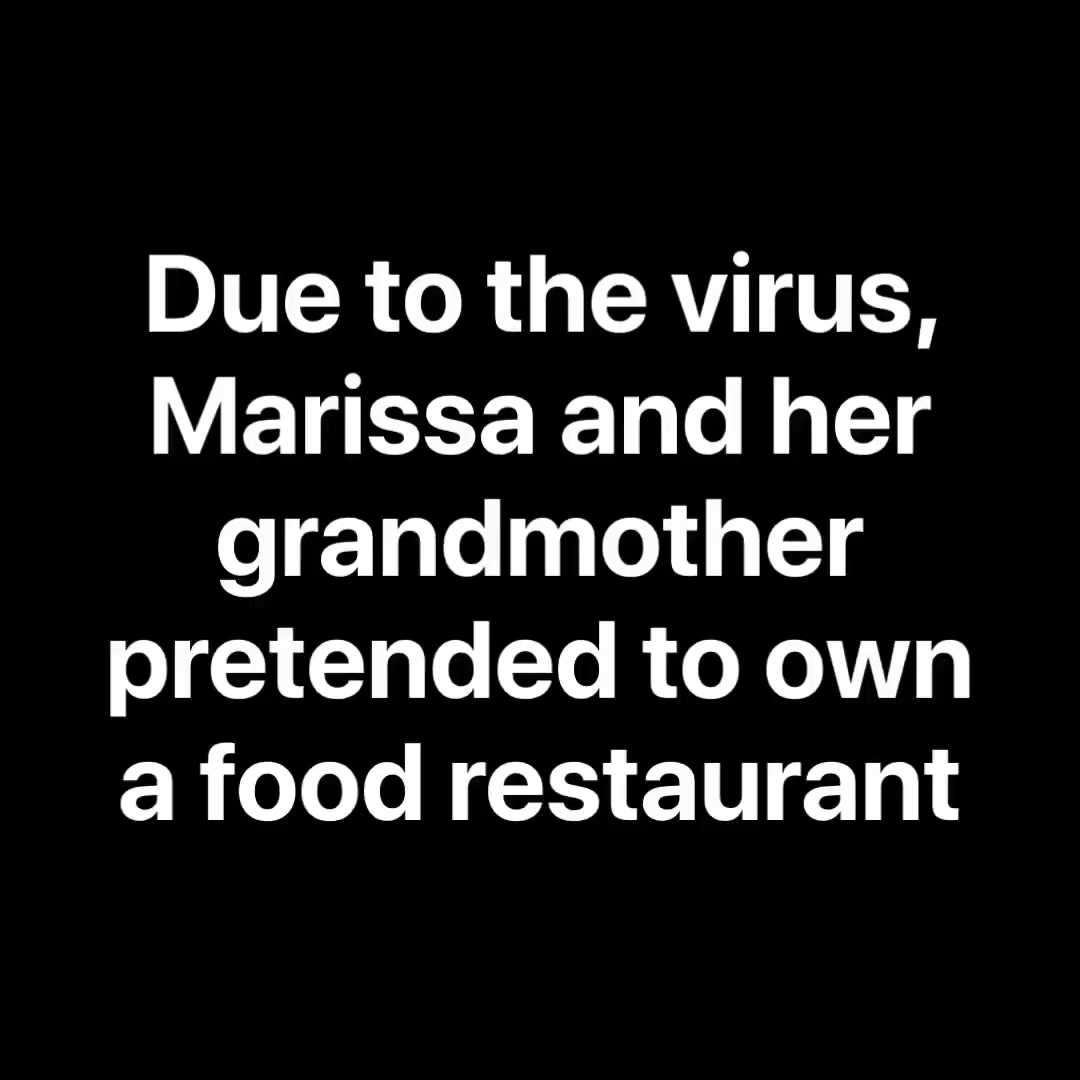 Due to the virus,
Marissa and her
grandmother
pretended to own
a food restaurant